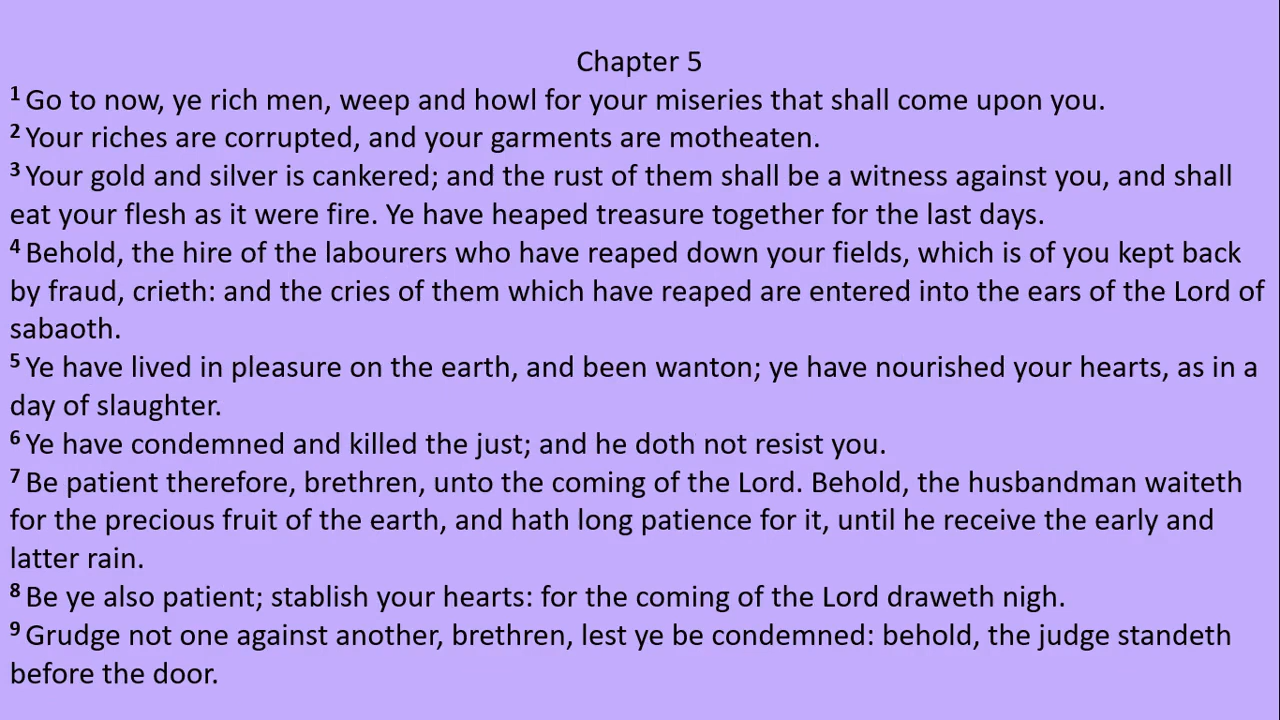 Chapter 5
1 Go to now, ye rich men, weep and howl for your miseries that shall come upon you.
2 Your riches are corrupted, and your garments are motheaten.
3 Your gold and silver is cankered; and the rust of them shall be a witness against you, and shall
eat your flesh as it were fire. Ye have heaped treasure together for the last days.
4 Behold, the hire of the labourers who have reaped down your fields, which is of you kept back
by fraud, crieth: and the cries of them which have reaped are entered into the ears of the Lord of
sabaoth.
5 Ye have lived in pleasure on the earth, and been wanton; ye have nourished your hearts, as in a
day of slaughter.
6 Ye have condemned and killed the just; and he doth not resist you.
7 Be patient therefore, brethren, unto the coming of the Lord. Behold, the husbandman waiteth
for the precious fruit of the earth, and hath long patience for it, until he receive the early and
latter rain.
8 Be ye also patient; stablish your hearts: for the coming of the Lord draweth nigh.
9 Grudge not one against another, brethren, lest ye be condemned: behold, the judge standeth
before the door.